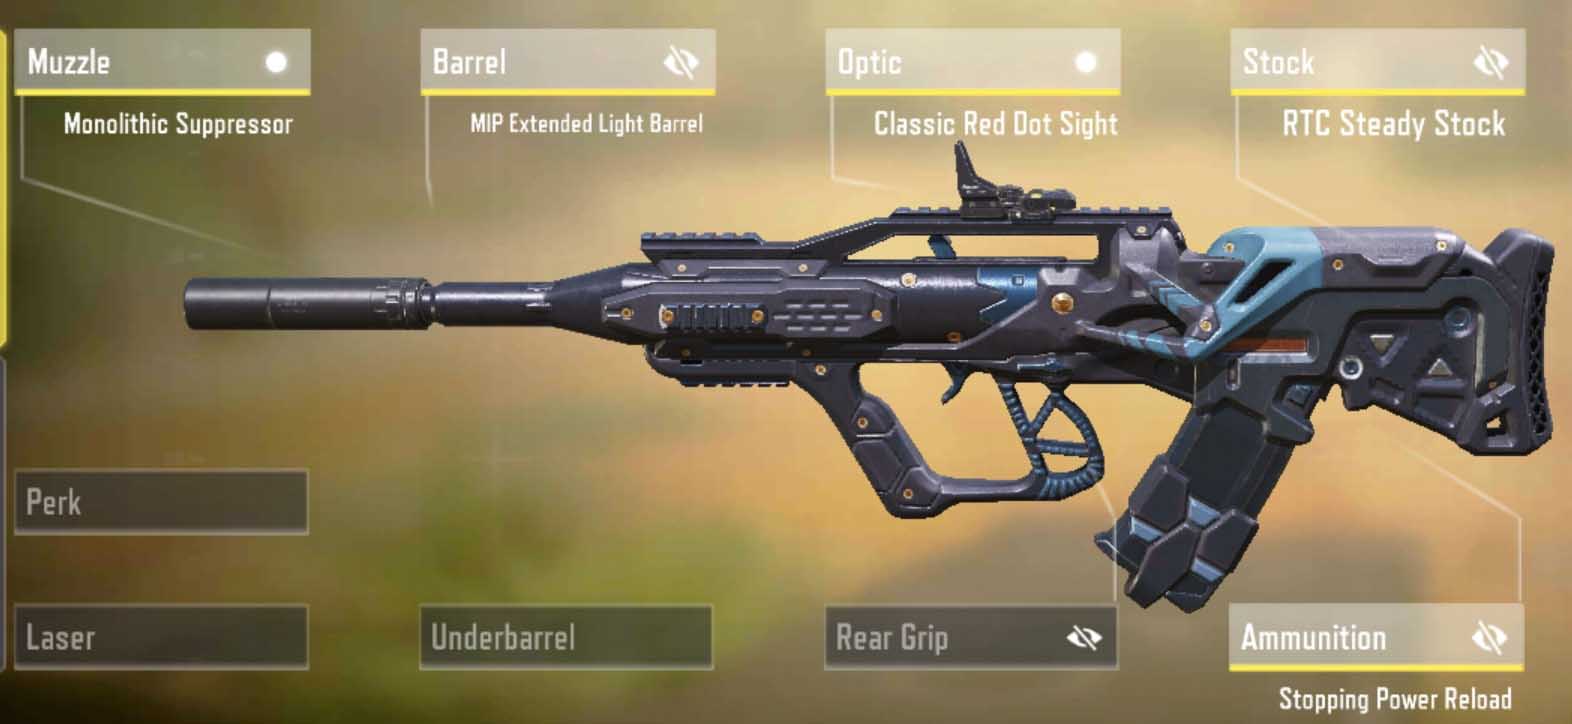 Muzzle
Barrel
Optic
Stock
Monolithic Suppressor
MIP Extended Light Barrel
Classic Red Dot Sight
RTC Steady Stock
Perk
Laser
Underbarrel
Rear Grip
Ammunition
Stopping Power Reload